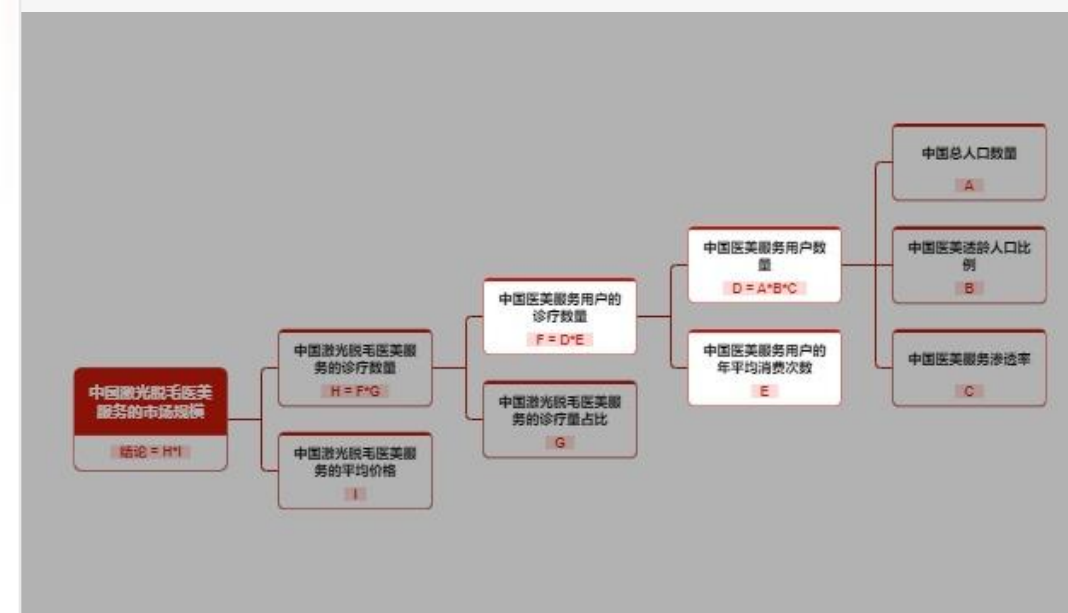 中国总人口数量
A
中国医美服务用户数
量
D = A*B*C
中国医美适龄人口比
例
B
中国医美服务用户的
诊疗数量
F = D*E
中国医美服务用户的
年平均消费次数
E
中国医美服务渗透率
C
中国激光脱毛医美服
务的诊疗数量
H = F*G
中国激光脱毛医美服
务的诊疗量占比
G
中国激光脱毛医美
服务的市场规模
结论 = H*I
中国激光脱毛医美服
务的平均价格
I